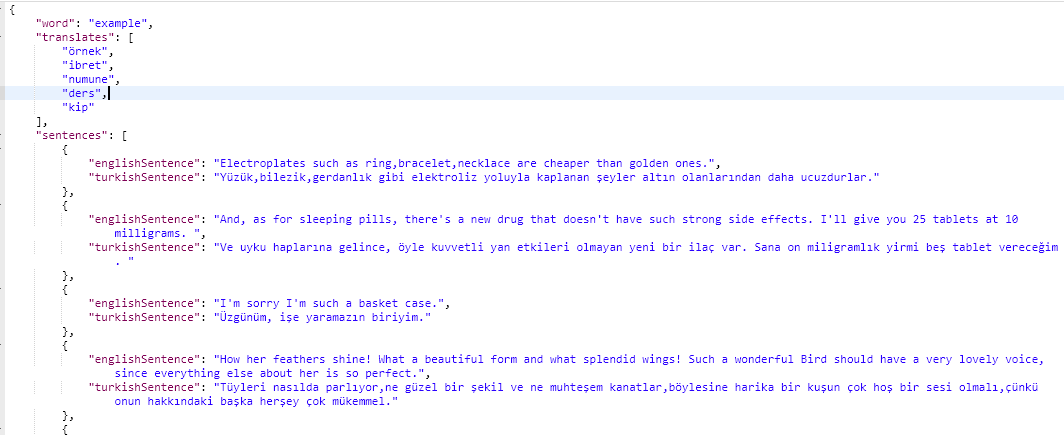 {
"word": "example",
"translates": [
"örnek",
"ibret",
"numune",
"ders",
"kip"
],
"sentences": [
{
"englishSentence": "Electroplates such as ring,bracelet,necklace are cheaper than golden ones.",
"turkishSentence": "Yüzük,bilezik,gerdanlık gibi elektroliz yoluyla kaplanan şeyler altın olanlarından daha ucuzdurlar."
},
{
"englishSentence": "And, as for sleeping pills, there's a new drug that doesn't have such strong side effects. I'll give you 25 tablets at 10
milligrams. ",
"turkishSentence": "Ve uyku haplarına gelince, öyle kuvvetli yan etkileri olmayan yeni bir ilaç var. Sana on miligramlık yirmi beş tablet vereceğim
. "
},
{
"englishSentence": "I'm sorry I'm such a basket case.",
"turkishSentence": "Üzgünüm, işe yaramazın biriyim."
},
{
"englishSentence": "How her feathers shine! What a beautiful form and what splendid wings! Such a wonderful Bird should have a very lovely voice,
since everything else about her is so perfect.",
"turkishSentence": "Tüyleri nasılda parlıyor,ne güzel bir şekil ve ne muhteşem kanatlar,böylesine harika bir kuşun çok hoş bir sesi olmalı,çünkü
onun hakkındaki başka herşey çok mükemmel."
},
{